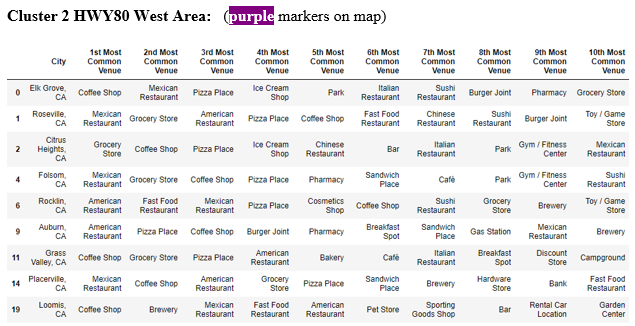 Cluster 2 HWY80 West Area: (purple markers on map)
City 1st Most Common Venue 2nd Most Common Venue 3rd Most Common Venue 4th Most Common Venue 5th Most Common Venue 6th Most Common Venue 7th Most Common Venue 8th Most Common Venue 9th Most Common Venue 10th Most Common Venue
0 Elk Grove, CA Coffee Shop Mexican Restaurant Pizza Place Ice Cream Shop Park Italian Restaurant Sushi Restaurant Burger Joint Pharmacy Grocery Store
1 Roseville, CA Mexican Restaurant Grocery Store American Restaurant Pizza Place Coffee Shop Fast Food Restaurant Chinese Restaurant Sushi Restaurant Burger Joint Toy / Game Store
2 Citrus Heights, CA Grocery Store Coffee Shop Pizza Place Ice Cream Shop Chinese Restaurant Bar Italian Restaurant Park Gym / Fitness Center Mexican Restaurant
4 Folsom, CA Mexican Restaurant Grocery Store Coffee Shop Pizza Place Pharmacy Sandwich Place Café Park Gym / Fitness Center Sushi Restaurant
6 Rocklin, CA American Restaurant Fast Food Restaurant Mexican Restaurant Pizza Place Cosmetics Shop Coffee Shop Sushi Restaurant Grocery Store Brewery Toy / Game Store
9 Auburn, CA American Restaurant Pizza Place Coffee Shop Burger Joint Pharmacy Breakfast Spot Sandwich Place Gas Station Mexican Restaurant Brewery
11 Grass Valley, CA Coffee Shop Grocery Store Pizza Place American Restaurant Bakery Café Italian Restaurant Breakfast Spot Discount Store Campground
14 Placerville, CA Mexican Restaurant Coffee Shop American Restaurant Grocery Store Pizza Place Sandwich Place Brewery Hardware Store Bank Fast Food Restaurant
19 Loomis, CA Coffee Shop Brewery Mexican Restaurant Fast Food Restaurant American Restaurant Pet Store Sporting Goods Shop Bar Rental Car Location Garden Center